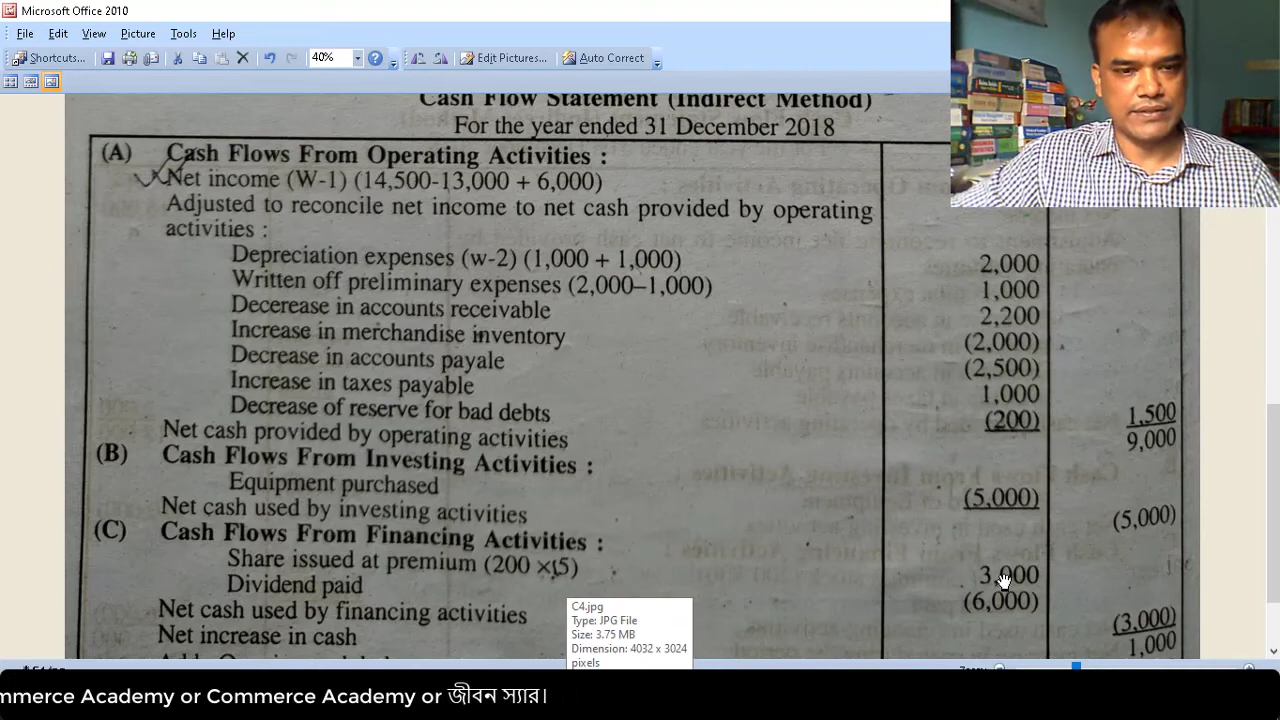 Microsoft Office 2010
File Edit View Picture Tools Help
Shortcuts... 40% Edit Pictures... Auto Correct
Cash Flow Statement (Indirect Method)
For the year ended 31 December 2018
(A) Cash Flows From Operating Activities :
Net income (W-1) (14,500-13,000 + 6,000)
Adjusted to reconcile net income to net cash provided by operating
activities :
Depreciation expenses (w-2) (1,000 + 1,000) 2,000
Written off preliminary expenses (2,000–1,000) 1,000
Decerease in accounts receivable 2,200
Increase in merchandise inventory (2,000)
Decrease in accounts payale (2,500)
Increase in taxes payable 1,000
Decrease of reserve for bad debts (200) 1,500
Net cash provided by operating activities 9,000
(B) Cash Flows From Investing Activities :
Equipment purchased (5,000)
Net cash used by investing activities (5,000)
(C) Cash Flows From Financing Activities :
Share issued at premium (200 ×15) 3,000
Dividend paid (6,000)
Net cash used by financing activities (3,000)
Net increase in cash 1,000
C4.jpg
Type: JPG File
Size: 3.75 MB
Dimension: 4032 x 3024
pixels
mmerce Academy or Commerce Academy or জীবন স্যার।